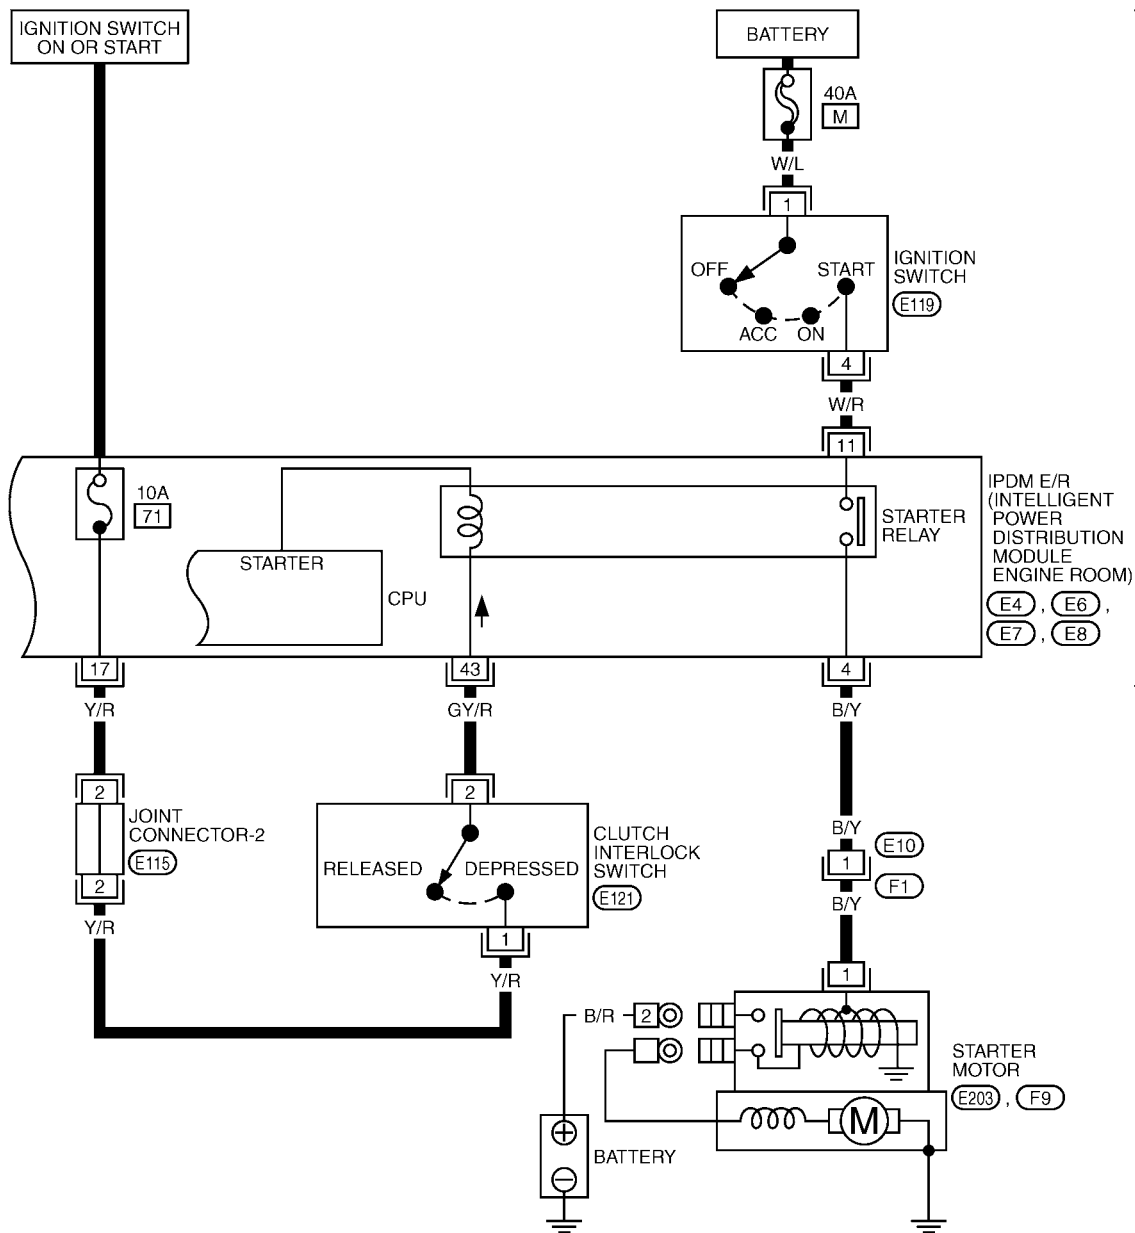 IGNITION SWITCH
ON OR START
BATTERY
40A
M
W/L
1
OFF
START
ACC
ON
IGNITION
SWITCH
E119
4
W/R
11
10A
71
STARTER
CPU
STARTER
RELAY
IPDM E/R
(INTELLIGENT
POWER
DISTRIBUTION
MODULE
ENGINE ROOM)
E4 , E6 ,
E7 , E8
17
43
4
Y/R
GY/R
B/Y
2
2
JOINT
CONNECTOR-2
E115
2
Y/R
RELEASED
DEPRESSED
CLUTCH
INTERLOCK
SWITCH
E121
1
Y/R
B/Y
E10
1
F1
B/Y
1
B/R
2
STARTER
MOTOR
E203 , F9
M
BATTERY